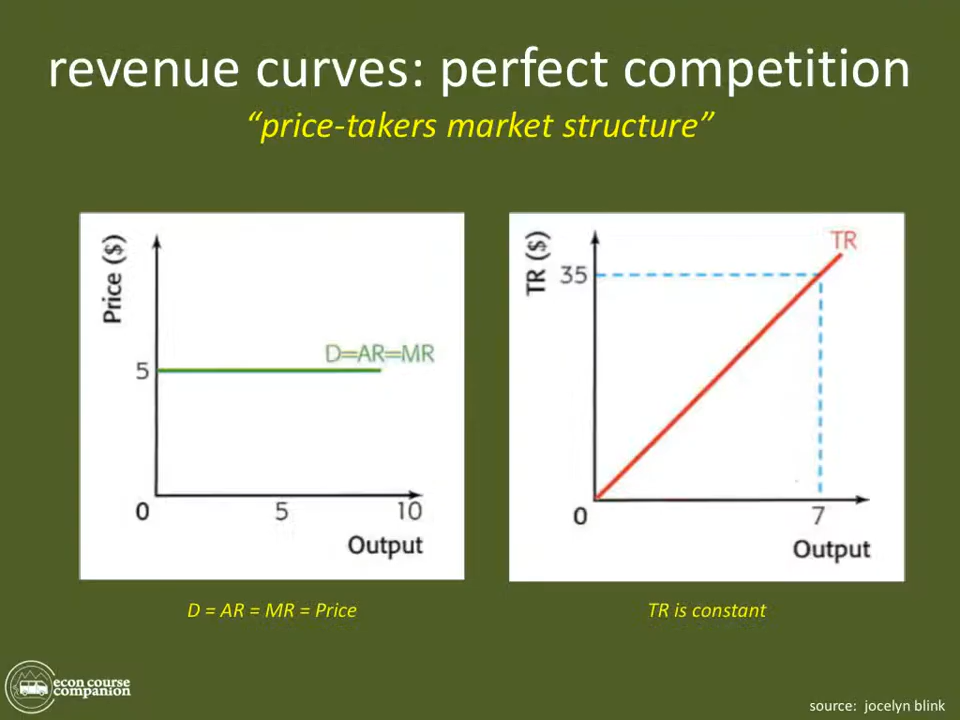 revenue curves: perfect competition
“price-takers market structure”
Price ($)
D=AR=MR
5
0
5
10
Output
TR ($)
TR
35
0
7
Output
D = AR = MR = Price
TR is constant
econ course
companion
source: jocelyn blink